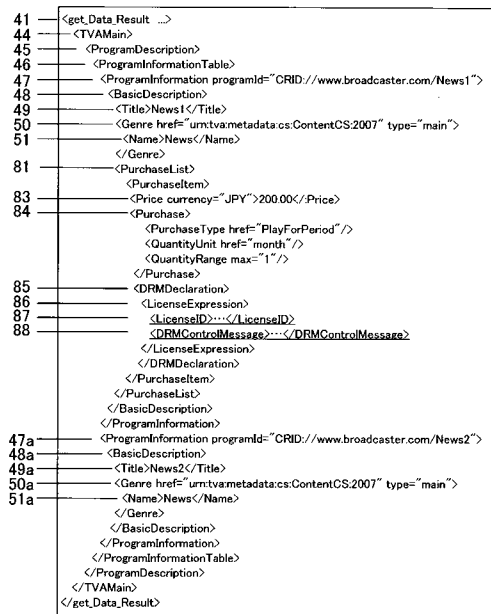 41 <get_Data_Result ...>
44 <TVAMain>
45 <ProgramDescription>
46 <ProgramInformationTable>
47 <ProgramInformation programId="CRID://www.broadcaster.com/News1">
48 <BasicDescription>
49 <Title>News1</Title>
50 <Genre href="urn:tva:metadata:cs:ContentCS:2007" type="main">
51 <Name>News</Name>
</Genre>
81 <PurchaseList>
<PurchaseItem>
83 <Price currency="JPY">200.00</:Price>
84 <Purchase>
<PurchaseType href="PlayForPeriod"/>
<QuantityUnit href="month"/>
<QuantityRange max="1"/>
</Purchase>
85 <DRMDeclaration>
86 <LicenseExpression>
87 <LicenseID>...</LicenseID>
88 <DRMControlMessage>...</DRMControlMessage>
</LicenseExpression>
</DRMDeclaration>
</PurchaseItem>
</PurchaseList>
</BasicDescription>
</ProgramInformation>
47a <ProgramInformation programId="CRID://www.broadcaster.com/News2">
48a <BasicDescription>
49a <Title>News2</Title>
50a <Genre href="urn:tva:metadata:cs:ContentCS:2007" type="main">
51a <Name>News</Name>
</Genre>
</BasicDescription>
</ProgramInformation>
</ProgramInformationTable>
</ProgramDescription>
</TVAMain>
</get_Data_Result>